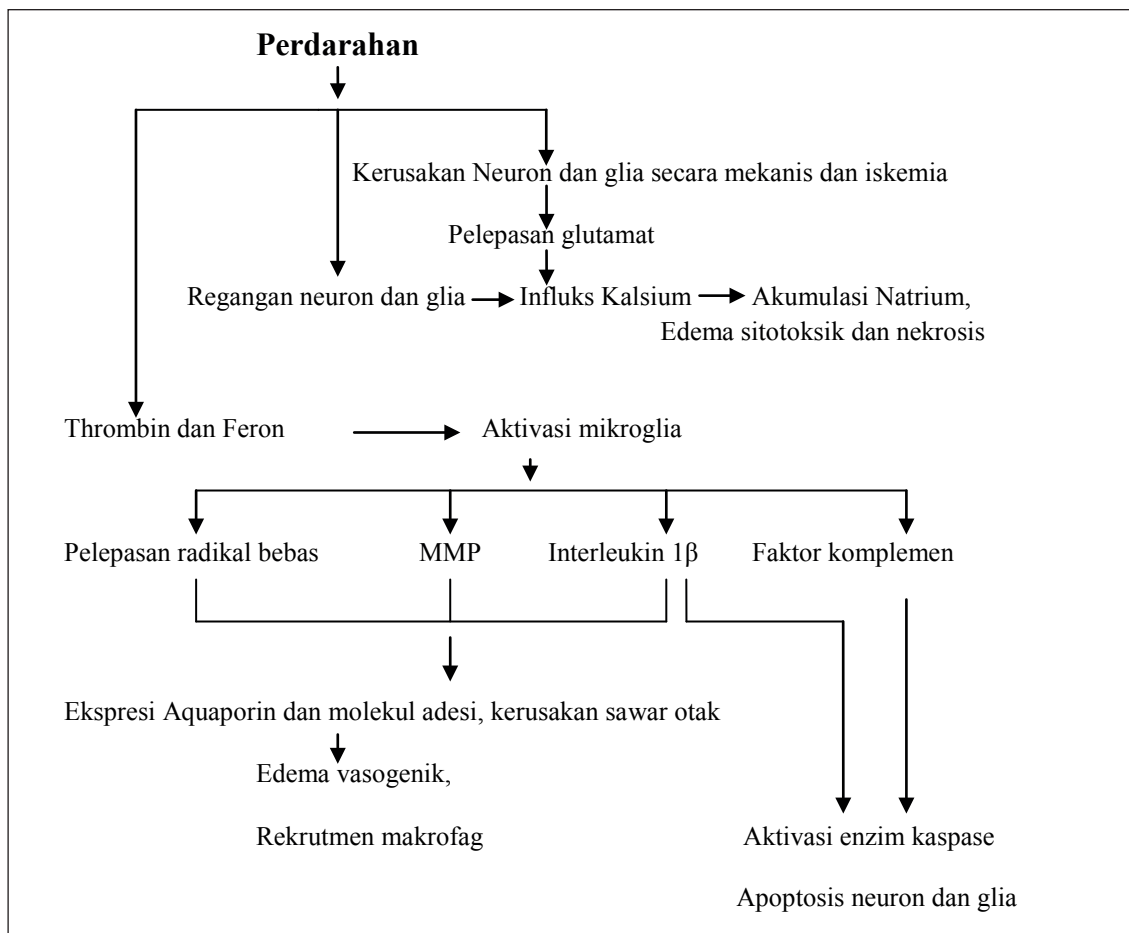 Perdarahan
Kerusakan Neuron dan glia secara mekanis dan iskemia
Pelepasan glutamat
Regangan neuron dan glia
Influks Kalsium
Akumulasi Natrium,
Edema sitotoksik dan nekrosis
Thrombin dan Feron
Aktivasi mikroglia
Pelepasan radikal bebas
MMP
Interleukin 1β
Faktor komplemen
Ekspresi Aquaporin dan molekul adesi, kerusakan sawar otak
Edema vasogenik,
Rekrutmen makrofag
Aktivasi enzim kaspase
Apoptosis neuron dan glia